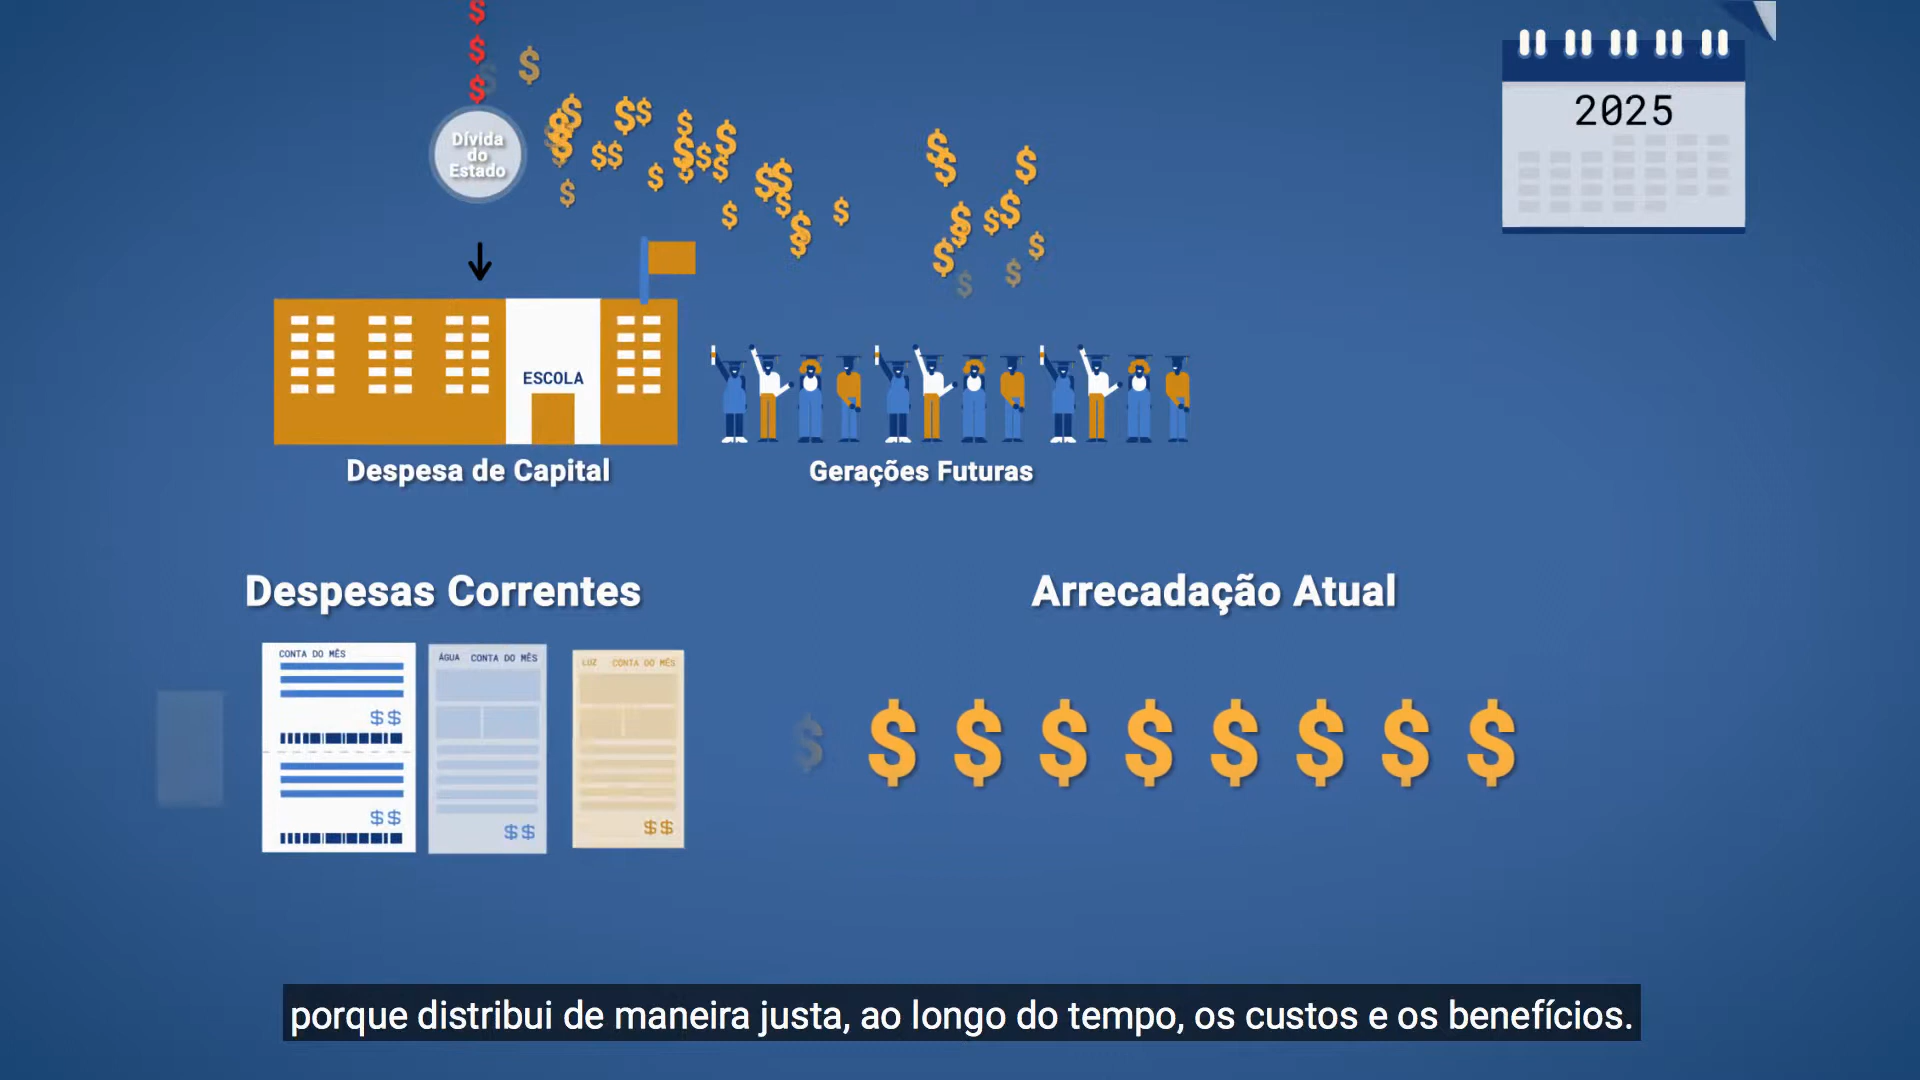 Dívida
do
Estado
2025
ESCOLA
Despesa de Capital
Gerações Futuras
Despesas Correntes
Arrecadação Atual
CONTA DO MÊS
$$
$$
ÁGUA CONTA DO MÊS
$$
LUZ CONTA DO MÊS
$$
$ $ $ $ $ $ $ $ $
porque distribui de maneira justa, ao longo do tempo, os custos e os benefícios.